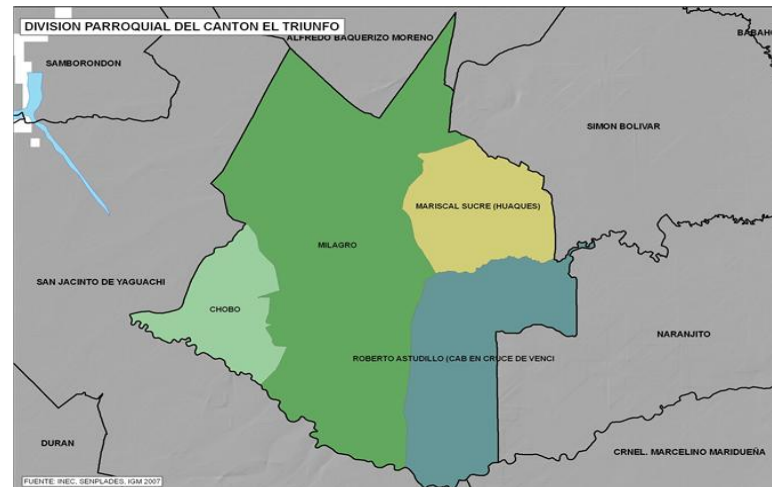 DIVISION PARROQUIAL DEL CANTON EL TRIUNFO
ALFREDO BAQUERIZO MORENO
BABAHO
SAMBORONDON
SIMON BOLIVAR
MARISCAL SUCRE (HUAQUES)
MILAGRO
SAN JACINTO DE YAGUACHI
CHOBO
NARANJITO
ROBERTO ASTUDILLO (CAB EN CRUCE DE VENCI
DURAN
CRNEL. MARCELINO MARIDUEÑA
FUENTE: INEC, SENPLADES, IGM 2007